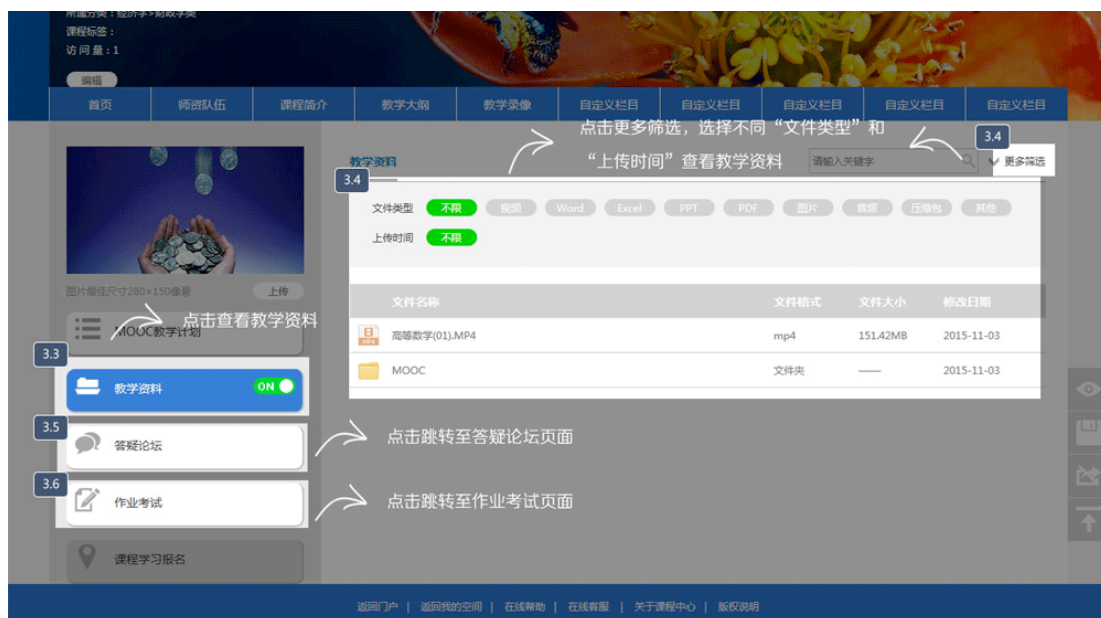 所属分类：经济学>财政学类
课程标签：
访问量：1
编辑
首页 师资队伍 课程简介 教学大纲 教学录像 自定义栏目 自定义栏目 自定义栏目 自定义栏目 自定义栏目
点击更多筛选，选择不同“文件类型”和
“上传时间”查看教学资料
3.4
教学资料
请输入关键字
更多筛选
3.4
文件类型 不限 视频 Word Excel PPT PDF 图片 音频 压缩包 其他
上传时间 不限
图片最佳尺寸280×150像素 上传
文件名称 文件格式 文件大小 修改日期
点击查看教学资料
MOOC教学计划
高等数学(01).MP4 mp4 151.42MB 2015-11-03
3.3
MOOC 文件夹 —— 2015-11-03
教学资料 ON
3.5
答疑论坛
点击跳转至答疑论坛页面
3.6
作业考试
点击跳转至作业考试页面
课程学习报名
返回门户 | 返回我的空间 | 在线帮助 | 在线客服 | 关于课程中心 | 版权说明